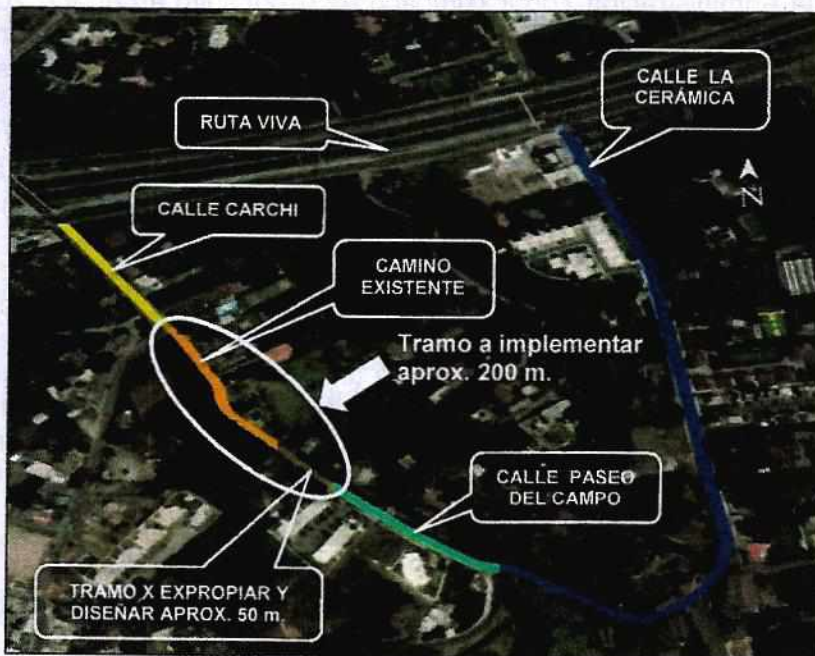 CALLE LA
CERÁMICA
RUTA VIVA
CALLE CARCHI
N
CAMINO
EXISTENTE
Tramo a implementar
aprox. 200 m.
CALLE PASEO
DEL CAMPO
TRAMO X EXPROPIAR Y
DISEÑAR APROX. 50 m.